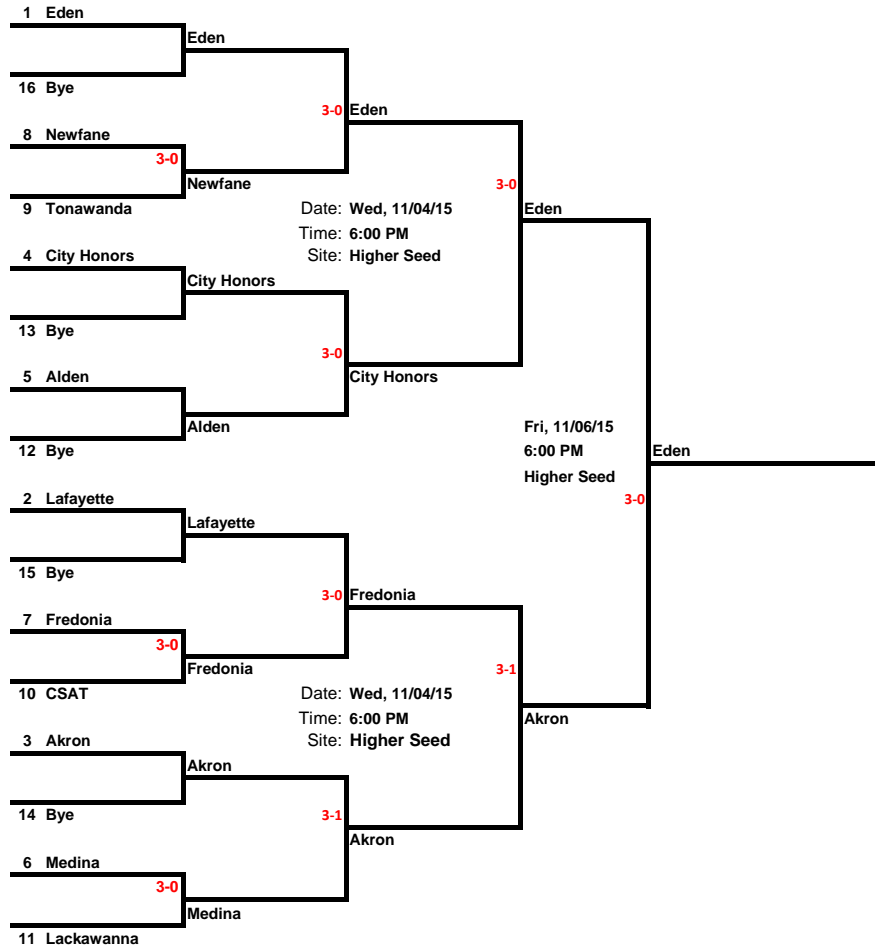 1 Eden
Eden
16 Bye
3-0 Eden
8 Newfane
3-0
Newfane
3-0
9 Tonawanda
Date: Wed, 11/04/15
Eden
Time: 6:00 PM
4 City Honors
Site: Higher Seed
City Honors
13 Bye
3-0
5 Alden
City Honors
Alden
Fri, 11/06/15
12 Bye
6:00 PM
Eden
Higher Seed
2 Lafayette
3-0
Lafayette
15 Bye
3-0 Fredonia
7 Fredonia
3-0
Fredonia
3-1
10 CSAT
Date: Wed, 11/04/15
Time: 6:00 PM
Akron
3 Akron
Site: Higher Seed
Akron
14 Bye
3-1
Akron
6 Medina
3-0
Medina
11 Lackawanna